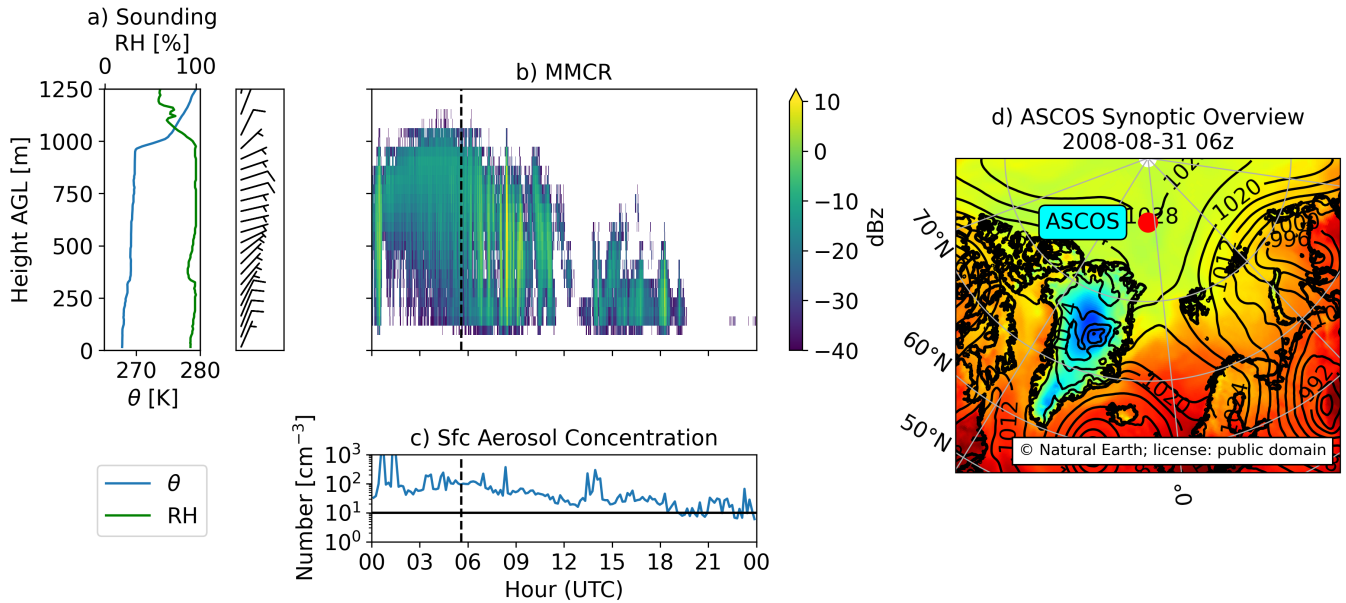 a) Sounding
RH [%]
0 100
1250
1000
750
500
250
0
Height AGL [m]
270 280
θ [K]
θ
RH
b) MMCR
10
0
−10
−20
−30
−40
dBz
c) Sfc Aerosol Concentration
Number [cm⁻³]
10³
10²
10¹
10⁰
00 03 06 09 12 15 18 21 00
Hour (UTC)
d) ASCOS Synoptic Overview
2008-08-31 06z
ASCOS
1028
1020
1012
996
1020
1012
992
70°N
60°N
50°N
0°
© Natural Earth; license: public domain